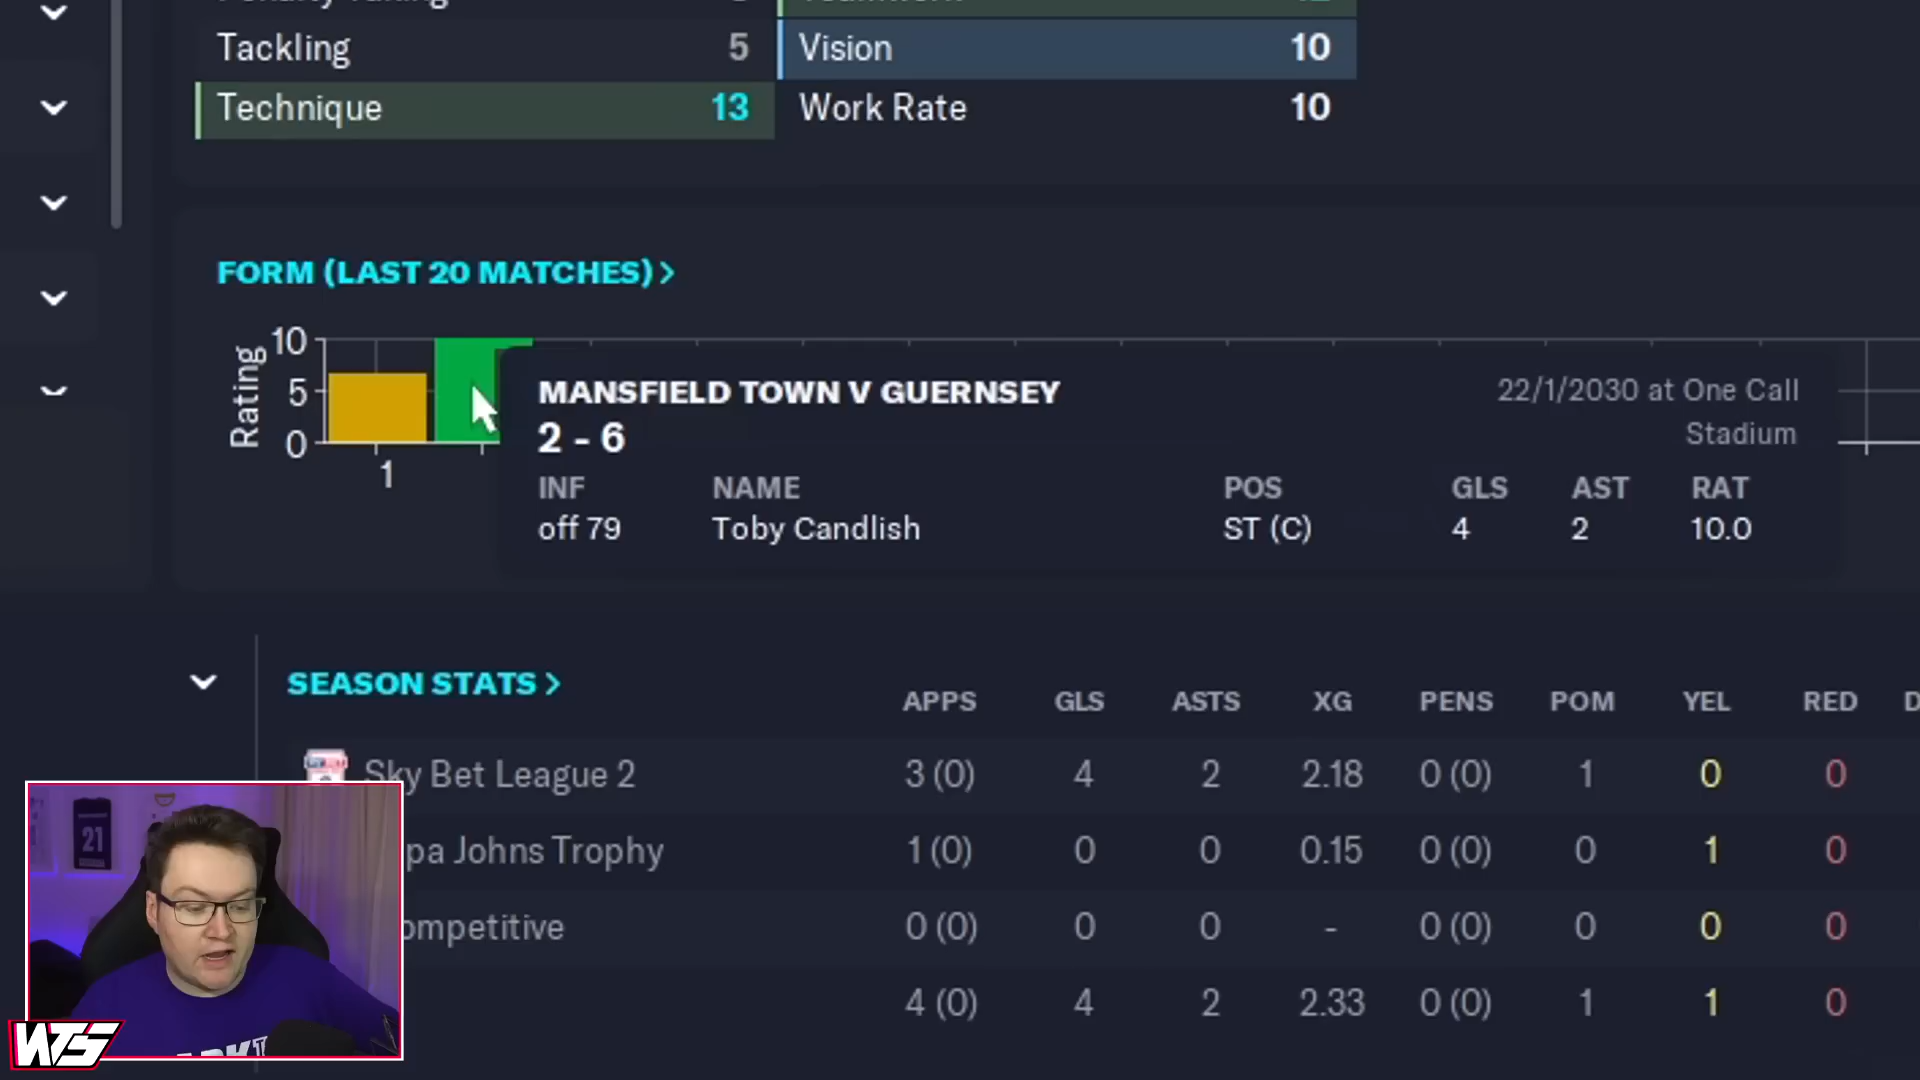 Tackling 5 Vision 10
Technique 13 Work Rate 10
FORM (LAST 20 MATCHES) >
Rating
10
5
0
1
MANSFIELD TOWN V GUERNSEY 22/1/2030 at One Call
2 - 6 Stadium
INF NAME POS GLS AST RAT
off 79 Toby Candlish ST (C) 4 2 10.0
SEASON STATS > APPS GLS ASTS XG PENS POM YEL RED
Sky Bet League 2 3 (0) 4 2 2.18 0 (0) 1 0 0
pa Johns Trophy 1 (0) 0 0 0.15 0 (0) 0 1 0
ompetitive 0 (0) 0 0 - 0 (0) 0 0 0
4 (0) 4 2 2.33 0 (0) 1 1 0
21
WTS